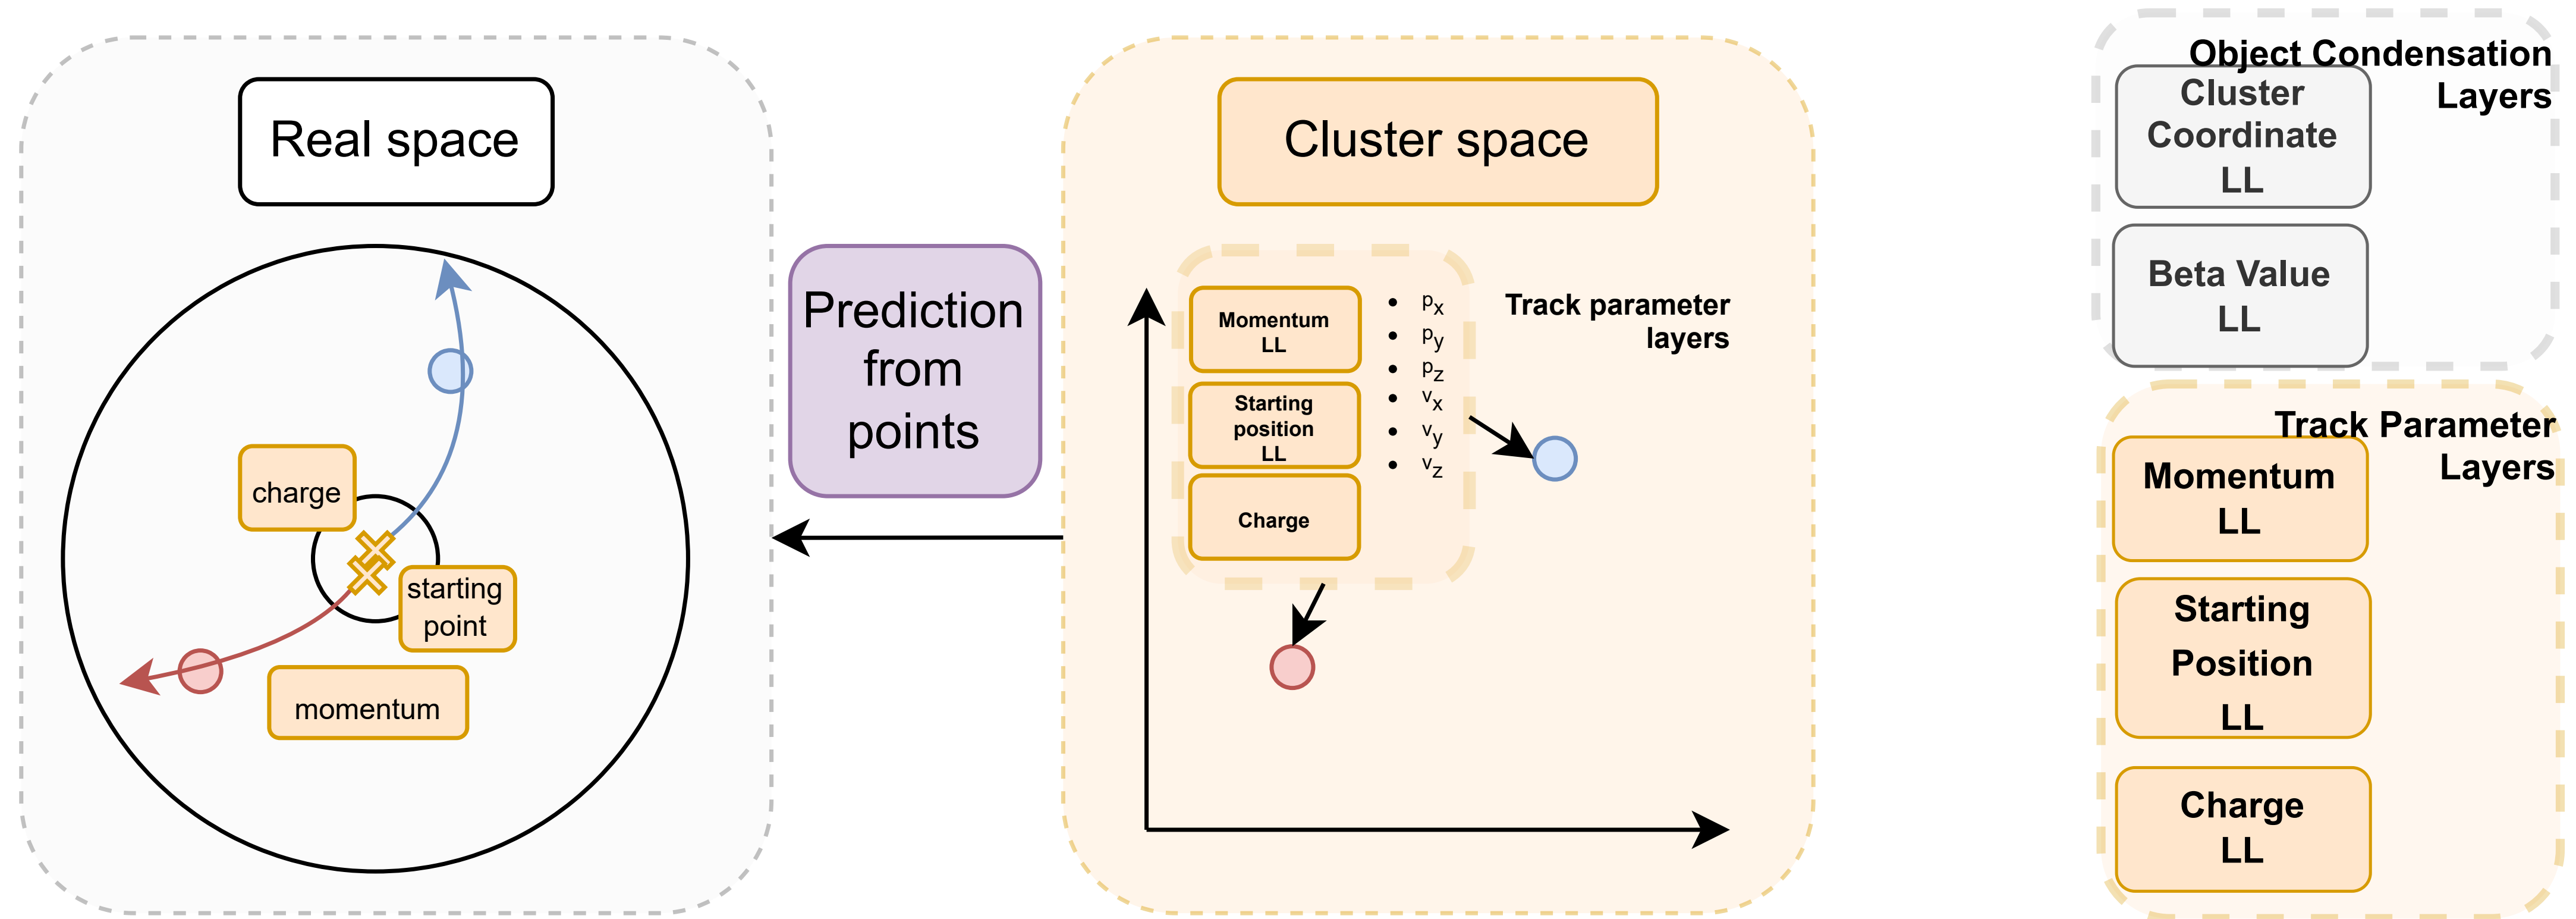 Real space
charge
starting
point
momentum
Prediction
from
points
Cluster space
Momentum
LL
Starting
position
LL
Charge
• px
• py
• pz
• vx
• vy
• vz
Track parameter
layers
Object Condensation
Layers
Cluster
Coordinate
LL
Beta Value
LL
Track Parameter
Layers
Momentum
LL
Starting
Position
LL
Charge
LL